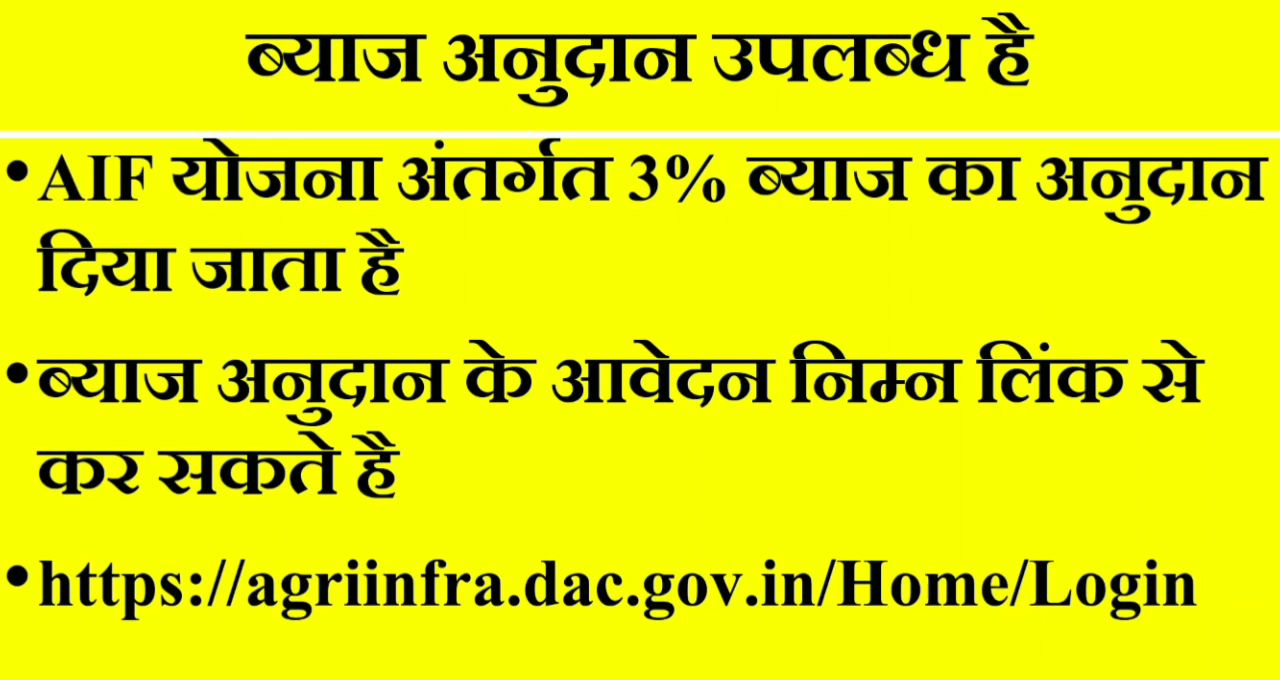 ब्याज अनुदान उपलब्ध है
•AIF योजना अंतर्गत 3% ब्याज का अनुदान
दिया जाता है
•ब्याज अनुदान के आवेदन निम्न लिंक से
कर सकते है
•https://agriinfra.dac.gov.in/Home/Login